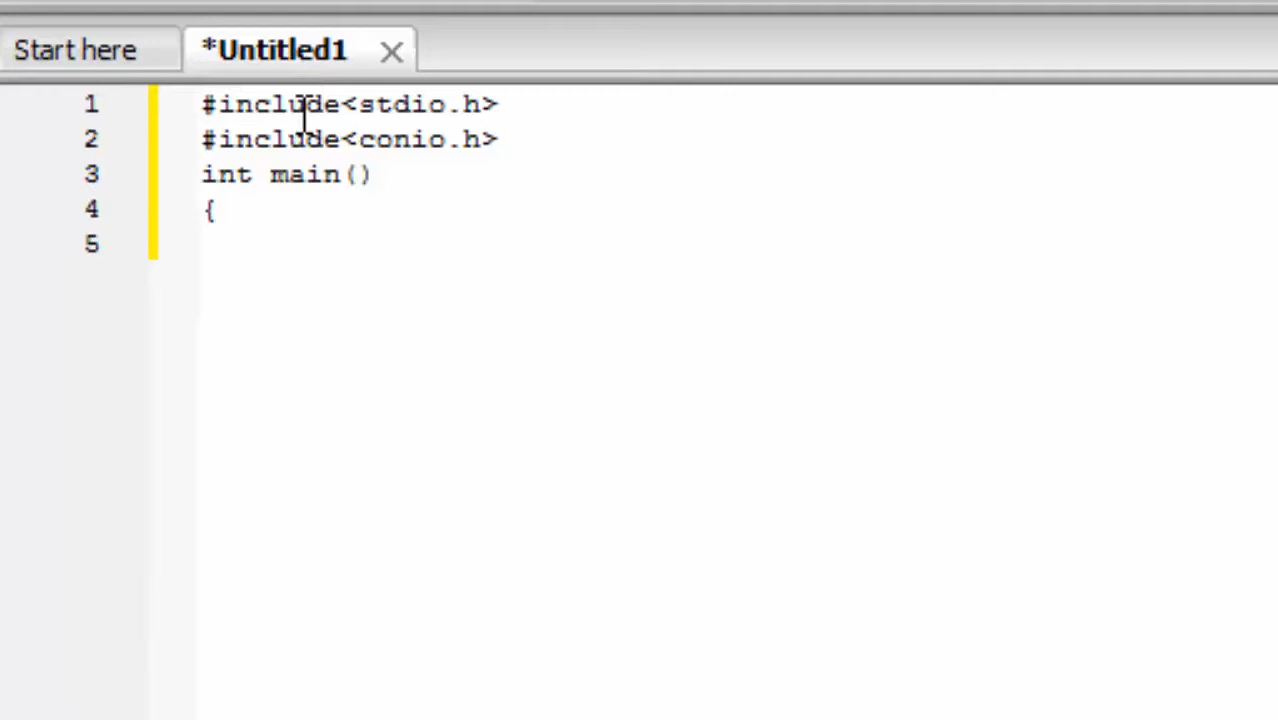 Start here *Untitled1
1 #include<stdio.h>
2 #include<conio.h>
3 int main()
4 {
5